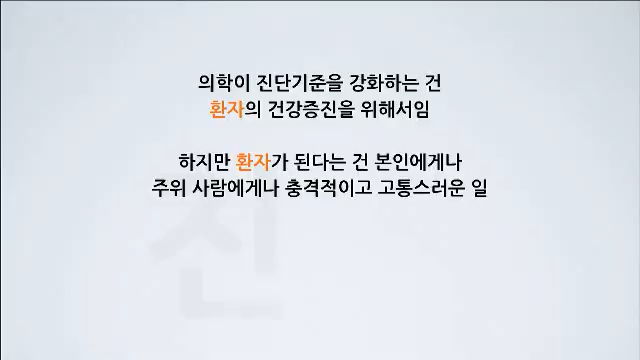 의학이 진단기준을 강화하는 건
환자의 건강증진을 위해서임
하지만 환자가 된다는 건 본인에게나
주위 사람에게나 충격적이고 고통스러운 일
진